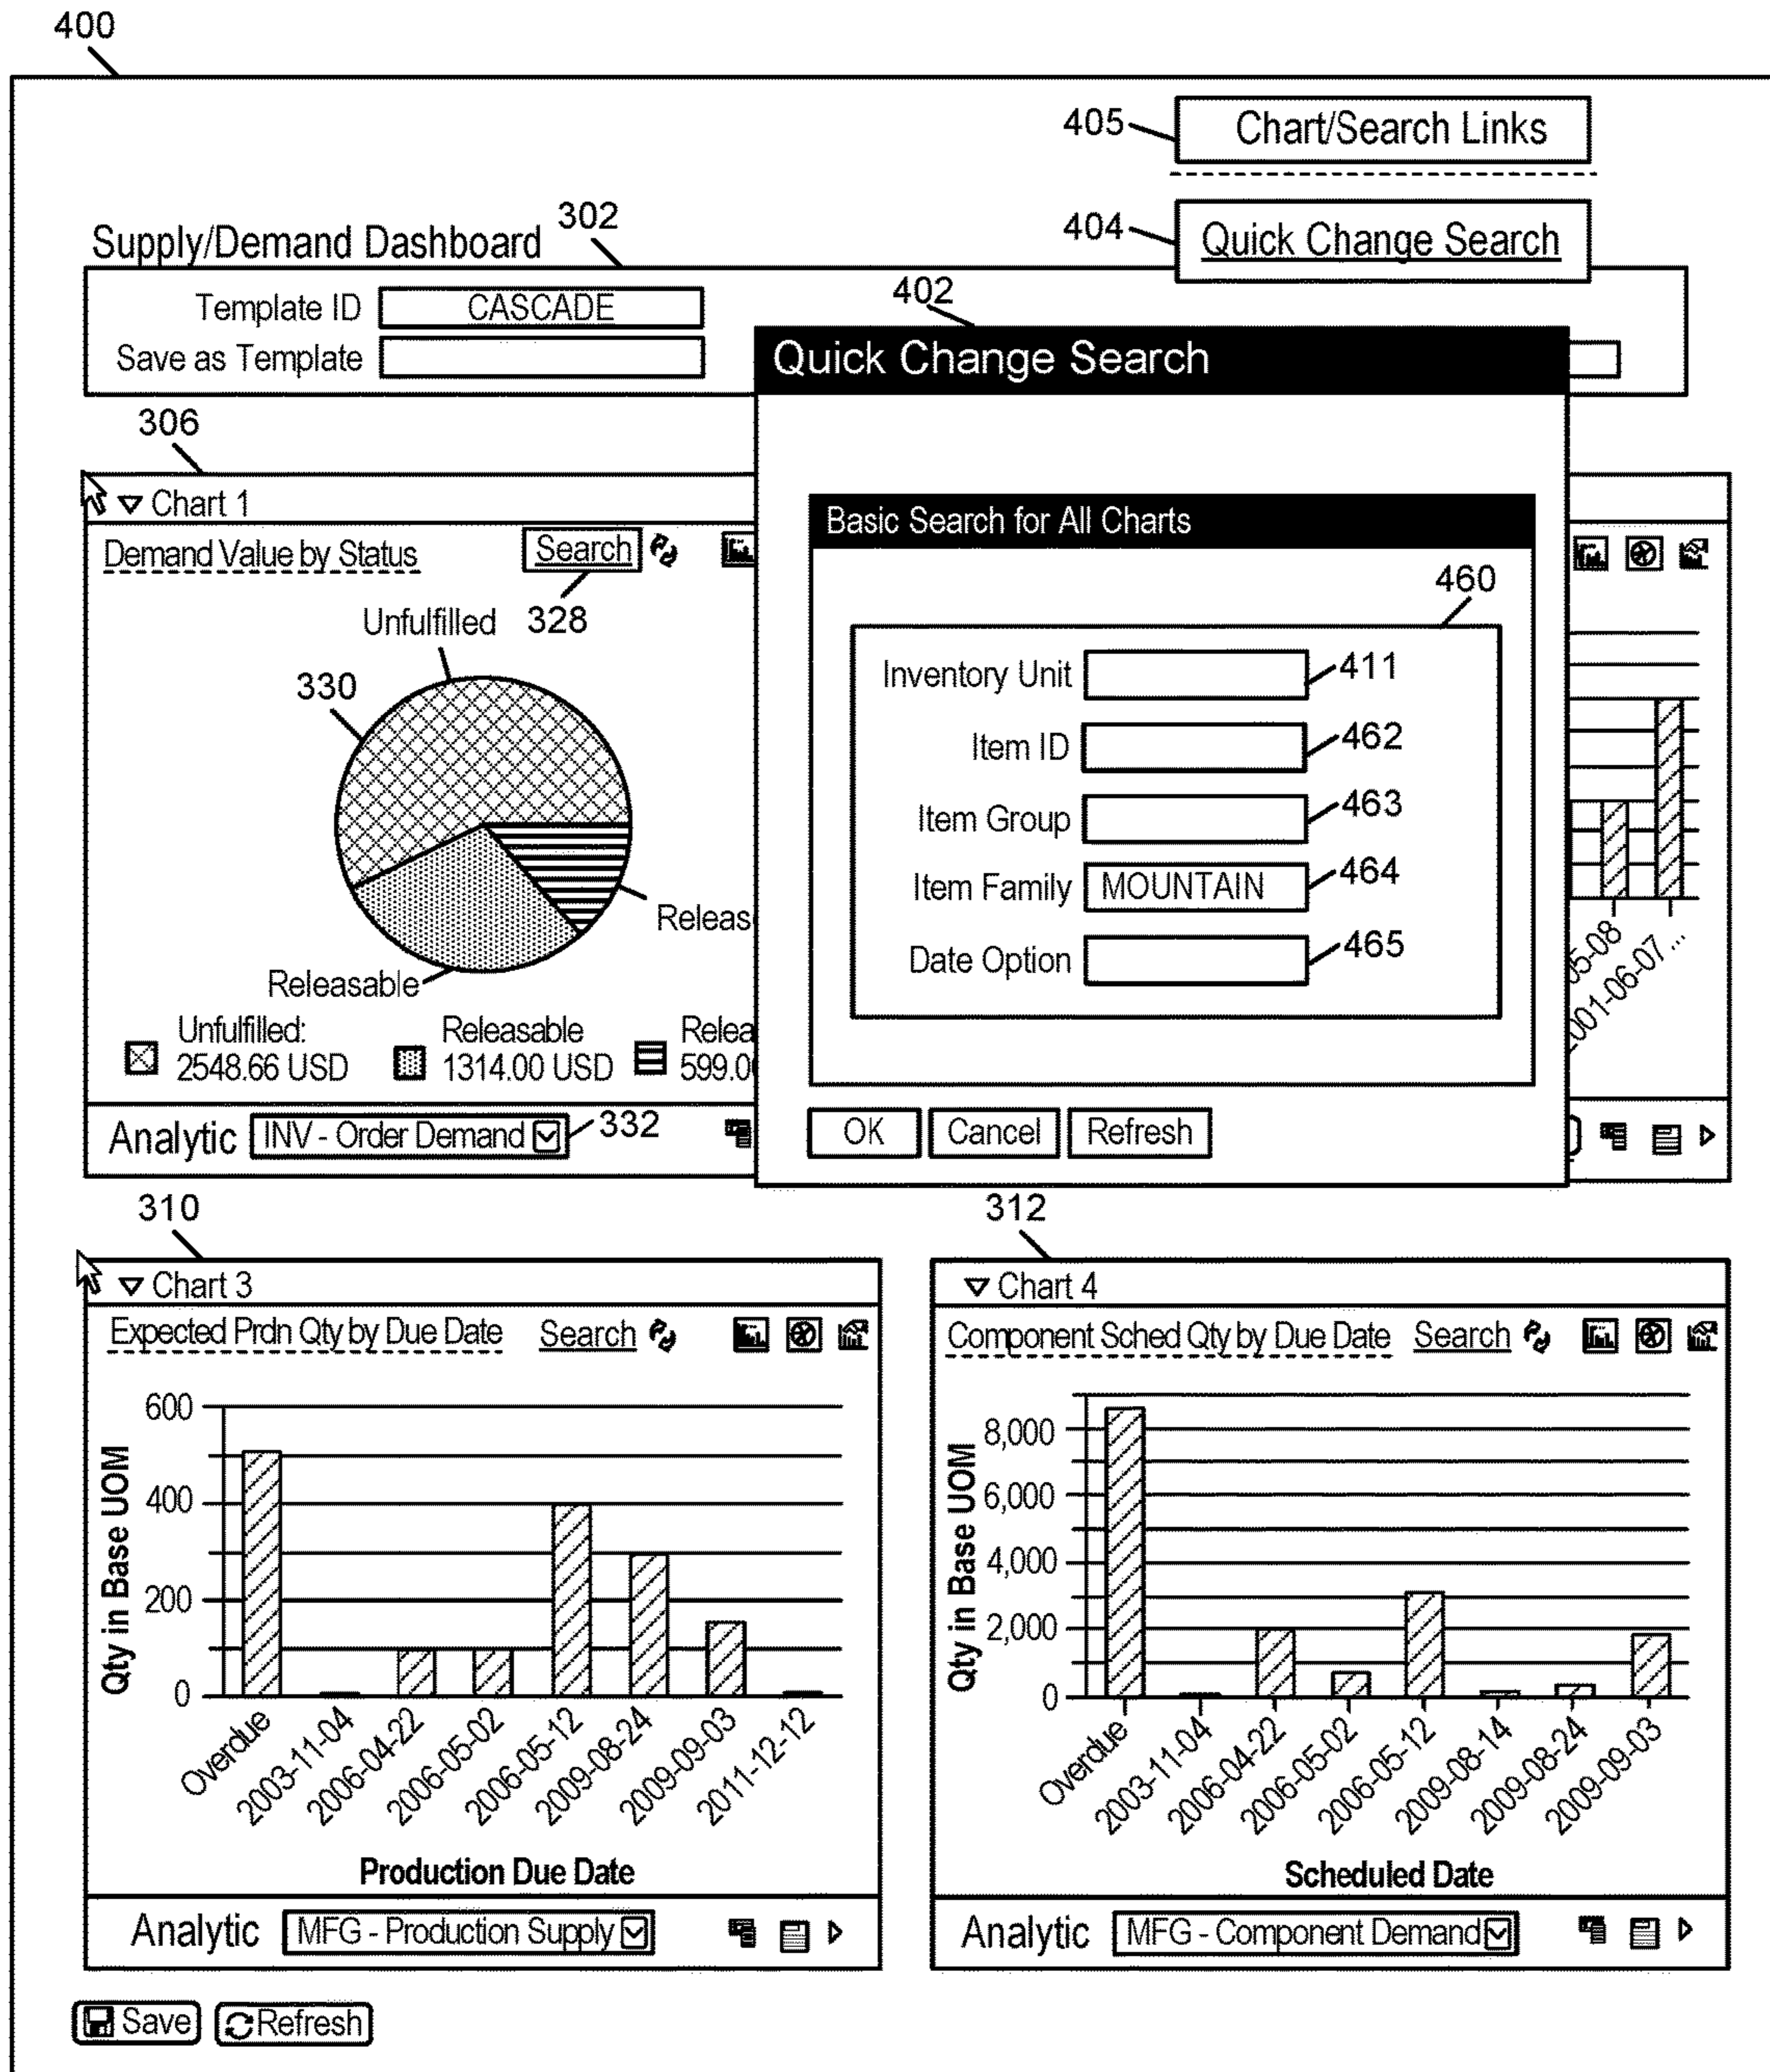 400
405
Chart/Search Links
404
Quick Change Search
Supply/Demand Dashboard
302
Template ID
CASCADE
Save as Template
402
Quick Change Search
306
Chart 1
Demand Value by Status
Search
328
Unfulfilled
330
Releasable
Unfulfilled:
2548.66 USD
Releasable
1314.00 USD
Analytic
INV - Order Demand
332
Basic Search for All Charts
460
Inventory Unit
411
Item ID
462
Item Group
463
Item Family
MOUNTAIN
464
Date Option
465
OK
Cancel
Refresh
310
Chart 3
Expected Prdn Qty by Due Date
Search
Qty in Base UOM
600
400
200
0
Overdue
2003-11-04
2006-04-22
2006-05-02
2006-05-12
2009-08-24
2009-09-03
2011-12-12
Production Due Date
Analytic
MFG - Production Supply
312
Chart 4
Component Sched Qty by Due Date
Search
Qty in Base UOM
8,000
6,000
4,000
2,000
0
Overdue
2003-11-04
2006-04-22
2006-05-02
2006-05-12
2009-08-14
2009-08-24
2009-09-03
Scheduled Date
Analytic
MFG - Component Demand
Save
Refresh